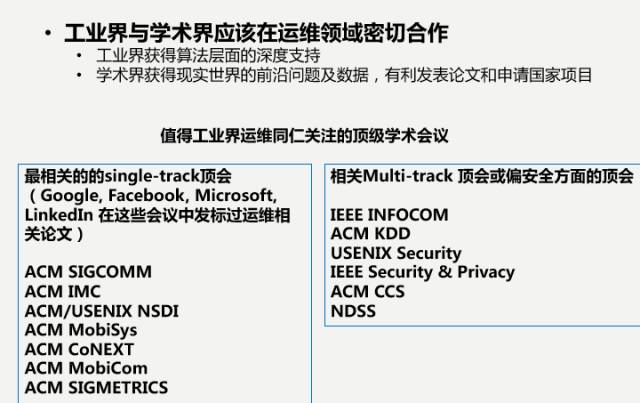 • 工业界与学术界应该在运维领域密切合作
• 工业界获得算法层面的深度支持
• 学术界获得现实世界的前沿问题及数据，有利发表论文和申请国家项目
值得工业界运维同仁关注的顶级学术会议
最相关的的single-track顶会
（Google, Facebook, Microsoft,
LinkedIn 在这些会议中发标过运维相
关论文）
ACM SIGCOMM
ACM IMC
ACM/USENIX NSDI
ACM MobiSys
ACM CoNEXT
ACM MobiCom
ACM SIGMETRICS
相关Multi-track 顶会或偏安全方面的顶会
IEEE INFOCOM
ACM KDD
USENIX Security
IEEE Security & Privacy
ACM CCS
NDSS